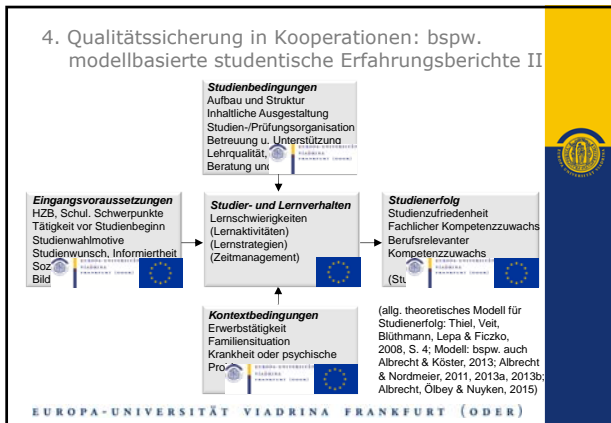 4. Qualitätssicherung in Kooperationen: bspw.
modellbasierte studentische Erfahrungsberichte II
Studienbedingungen
Aufbau und Struktur
Inhaltliche Ausgestaltung
Studien-/Prüfungsorganisation
Betreuung u. Unterstützung
Lehrqualität,
Beratung und
Eingangsvoraussetzungen
HZB, Schul. Schwerpunkte
Tätigkeit vor Studienbeginn
Studienwahlmotive
Studienwunsch, Informiertheit
Soz
Bild
Studier- und Lernverhalten
Lernschwierigkeiten
(Lernaktivitäten)
(Lernstrategien)
(Zeitmanagement)
Studienerfolg
Studienzufriedenheit
Fachlicher Kompetenzzuwachs
Berufsrelevanter
Kompetenzzuwachs
(Stu
Kontextbedingungen
Erwerbstätigkeit
Familiensituation
Krankheit oder psychische
(allg. theoretisches Modell für
Studienerfolg: Thiel, Veit,
Blüthmann, Lepa & Ficzko,
2008, S. 4; Modell: bspw. auch
Albrecht & Köster, 2013; Albrecht
& Nordmeier, 2011, 2013a, 2013b;
Albrecht, Ölbey & Nuyken, 2015)
EUROPA-UNIVERSITÄT VIADRINA FRANKFURT (ODER)